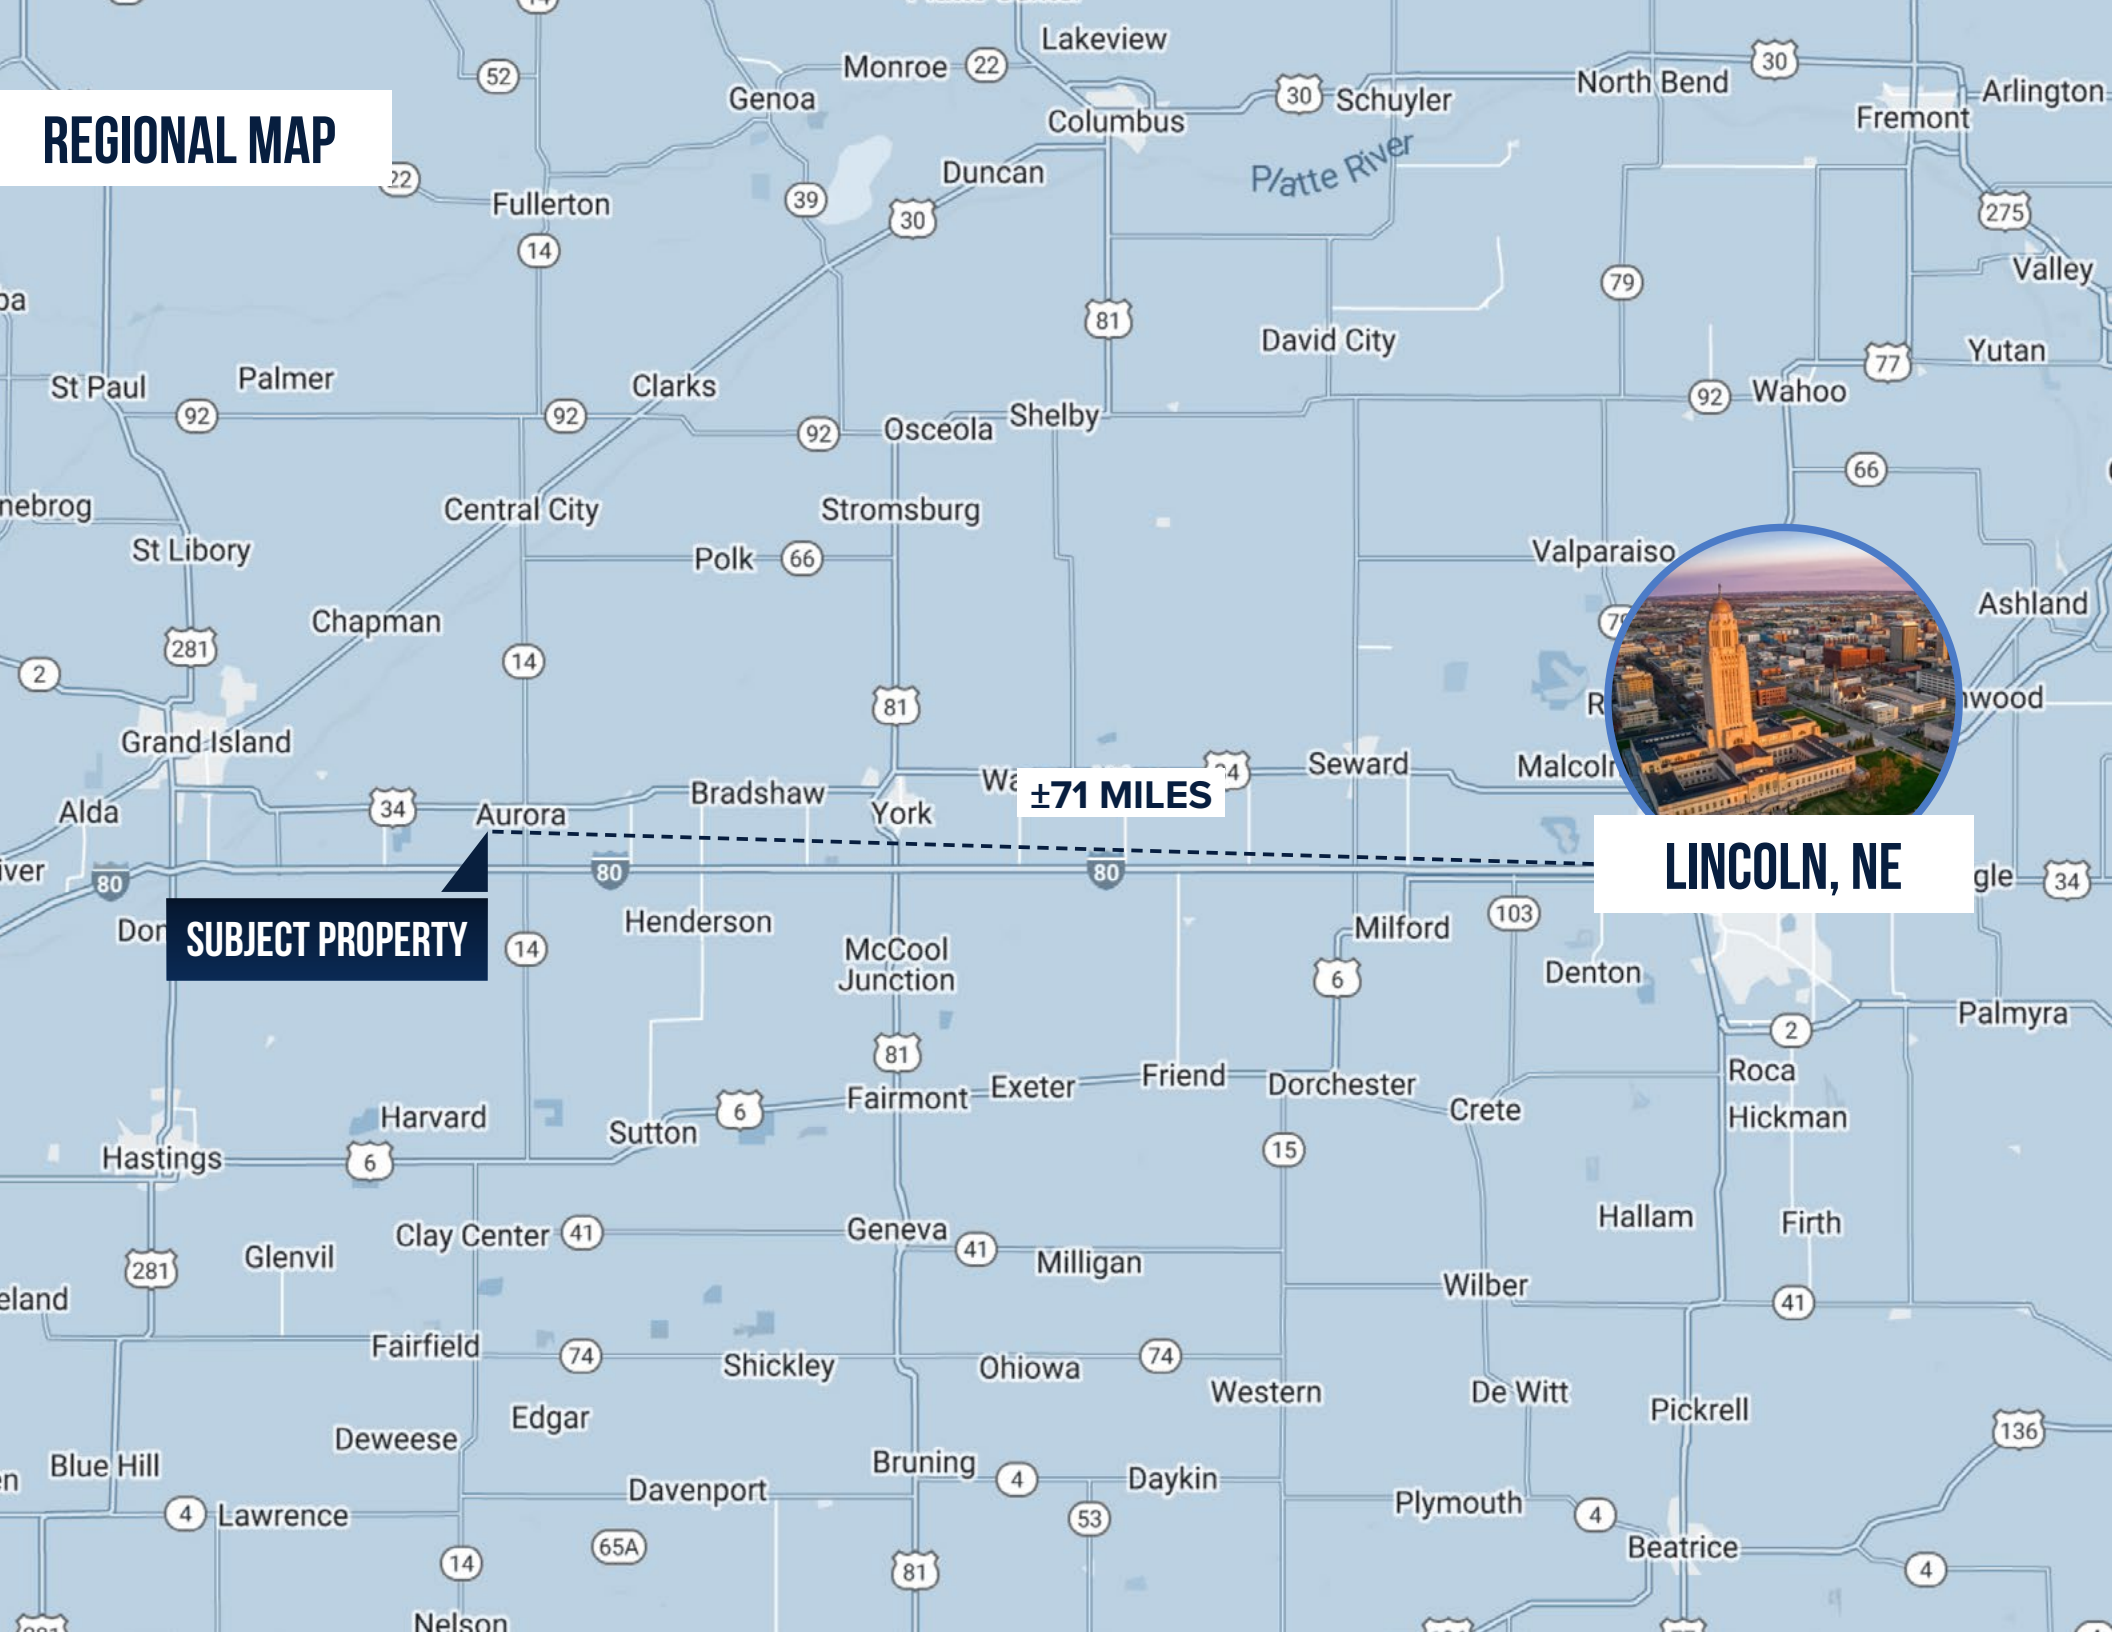 Lakeview
Monroe
22
30
52
North Bend
30
Schuyler
Genoa
Arlington
Columbus
Fremont
REGIONAL MAP
Platte River
Duncan
22
39
Fullerton
30
275
14
Valley
79
81
David City
Yutan
77
St Paul
Palmer
Clarks
92
Wahoo
92
92
Shelby
92
Osceola
66
Central City
Stromsburg
St Libory
Polk
66
Valparaiso
Ashland
Chapman
281
14
2
81
Grand Island
Seward
Bradshaw
±71 MILES
Alda
34
Aurora
York
LINCOLN, NE
80
80
80
34
SUBJECT PROPERTY
Henderson
14
McCool
Junction
Milford
103
6
Denton
Palmyra
2
81
Roca
Friend
Exeter
Dorchester
Fairmont
6
Crete
Harvard
Hickman
Sutton
Hastings
6
15
Hallam
Firth
Clay Center
41
Geneva
41
Glenvil
Milligan
281
Wilber
41
Fairfield
74
Shickley
Ohiowa
74
Western
De Witt
Pickrell
Edgar
136
Deweese
Blue Hill
Bruning
4
Daykin
Davenport
Plymouth
4
4
Lawrence
53
65A
Beatrice
14
81
4
Nelson